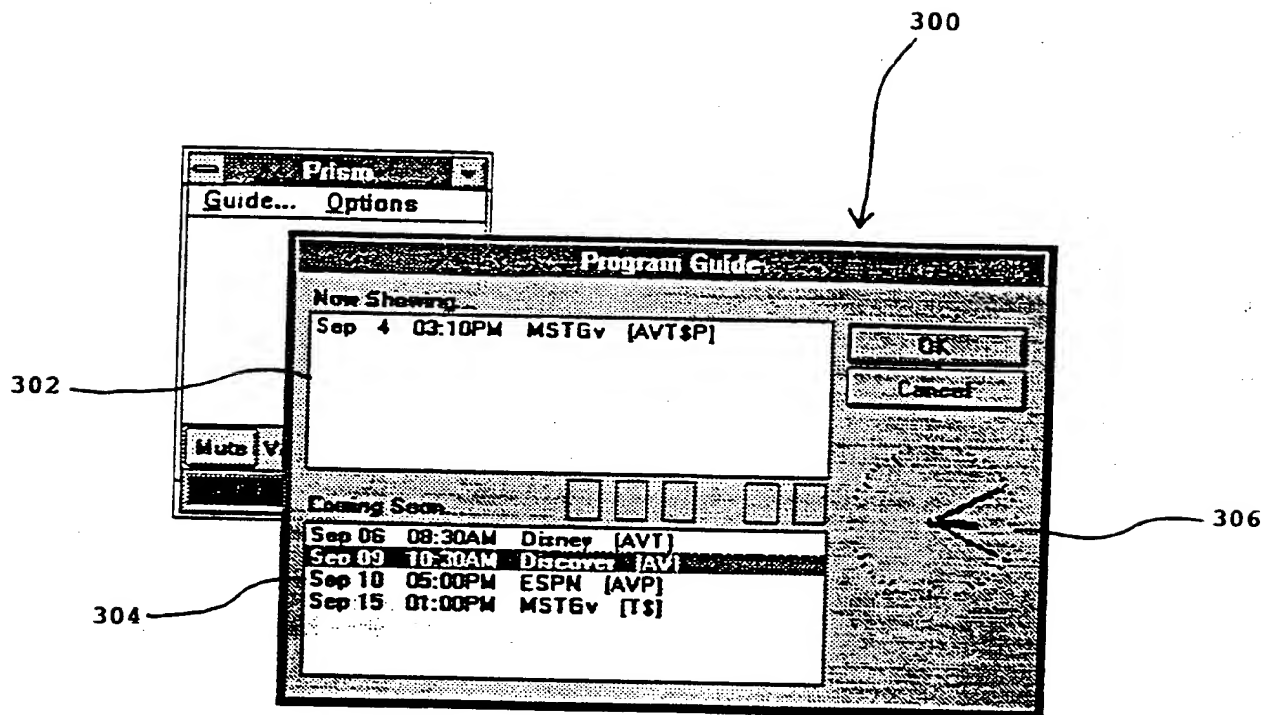 300
Prism
Guide... Options
Program Guide
Now Showing...
Sep 4 03:10PM MSTGv [AVT$P]
OK
Cancel
302
Mute
Coming Soon...
Sep 06 08:30AM Disney [AVT]
Sep 09 10:30AM Discover [AV]
Sep 10 05:00PM ESPN [AVP]
Sep 15 01:00PM MSTGv [T$]
304
306